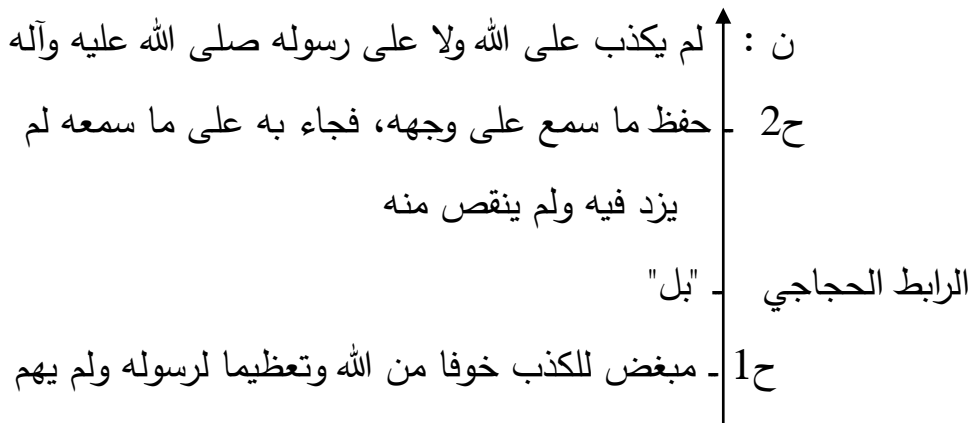 ن : لم يكذب على الله ولا على رسوله صلى الله عليه وآله
ح2 ـ حفظ ما سمع على وجهه، فجاء به على ما سمعه لم
يزد فيه ولم ينقص منه
الرابط الحجاجي ـ "بل"
ح1 ـ مبغض للكذب خوفا من الله وتعظيما لرسوله ولم يهم